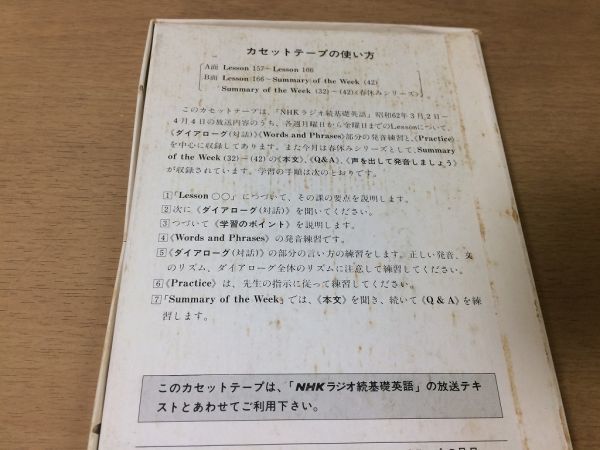 カセットテープの使い方
A面 Lesson 157~Lesson 166
B面 Lesson 166~Summary of the Week (42)
Summary of the Week (32)~(42)《春休みシリーズ》
このカセットテープは、「NHKラジオ続基礎英語」昭和62年3月2日~
4月4日の放送内容のうち、各週月曜日から金曜日までのLessonについて、
《ダイアローグ(対話)》《Words and Phrases》部分の発音練習と、《Practice》
を中心に収録してあります。また今月は春休みシリーズとして、Summary
of the Week (32)~(42)の《本文》、《Q&A》、《声を出して発音しましょう》
が収録されています。学習の手順は次のとおりです。
1「Lesson ○○」につづいて、その課の要点を説明します。
2 次に《ダイアローグ(対話)》を聞いてください。
3 つづいて《学習のポイント》を説明します。
4《Words and Phrases》の発音練習です。
5《ダイアローグ(対話)》の部分の言い方の練習をします。正しい発音、文
のリズム、ダイアローグ全体のリズムに注意して練習してください。
6《Practice》は、先生の指示に従って練習してください。
7「Summary of the Week」では、《本文》を聞き、続いて《Q & A》を練
習します。
このカセットテープは、「NHKラジオ続基礎英語」の放送テキ
ストとあわせてご利用下さい。